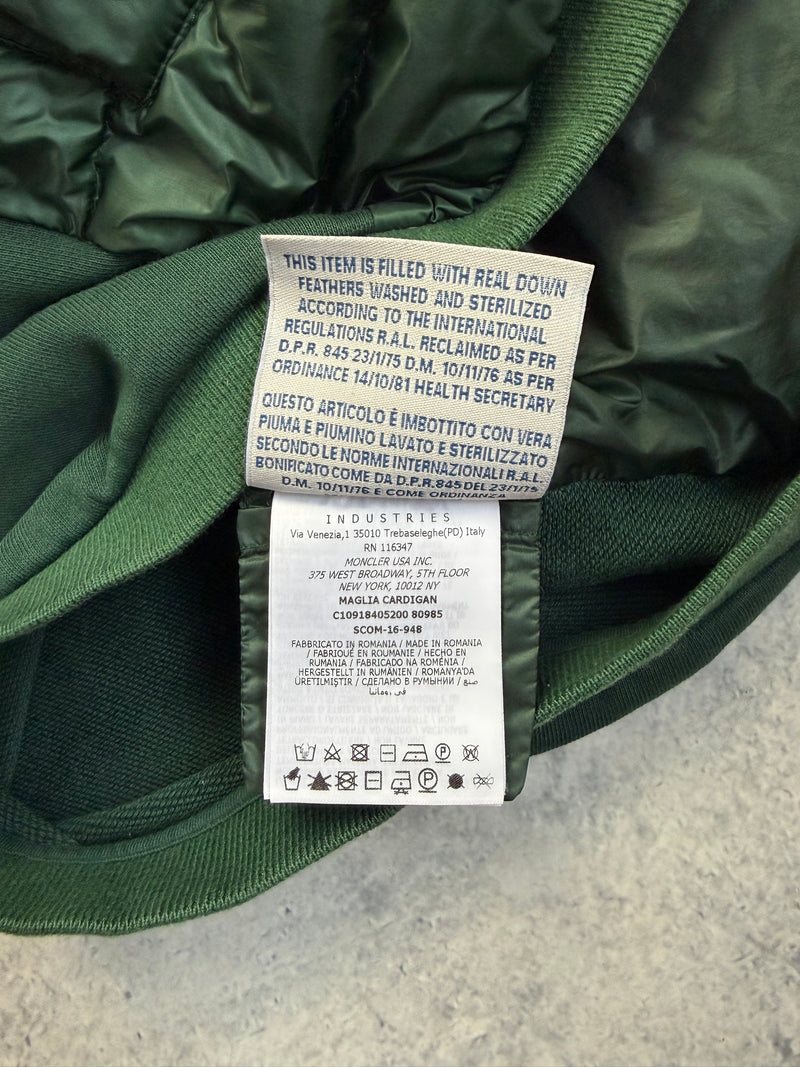 THIS ITEM IS FILLED WITH REAL DOWN
FEATHERS WASHED AND STERILIZED
ACCORDING TO THE INTERNATIONAL
REGULATIONS R.A.L. RECLAIMED AS PER
D.P.R. 845 23/1/75 D.M. 10/11/76 AS PER
ORDINANCE 14/10/81 HEALTH SECRETARY
QUESTO ARTICOLO È IMBOTTITO CON VERA
PIUMA E PIUMINO LAVATO E STERILIZZATO
SECONDO LE NORME INTERNAZIONALI R.A.L.
BONIFICATO COME DA D.P.R. 845 DEL 23/1/75
D.M. 10/11/76 E COME ORDINANZA
INDUSTRIES
Via Venezia,1 35010 Trebaseleghe(PD) Italy
RN 116347
MONCLER USA INC.
375 WEST BROADWAY, 5TH FLOOR
NEW YORK, 10012 NY
MAGLIA CARDIGAN
C10918405200 80985
SCOM-16-948
FABBRICATO IN ROMANIA / MADE IN ROMANIA
/ FABRIQUÉ EN ROUMANIE / HECHO EN
RUMANIA / FABRICADO NA ROMÉNIA /
HERGESTELLT IN RUMÄNIEN / ROMANYA'DA
ÜRETILMIŞTIR / СДЕЛАНО В РУМЫНИИ / صنع
في رومانيا